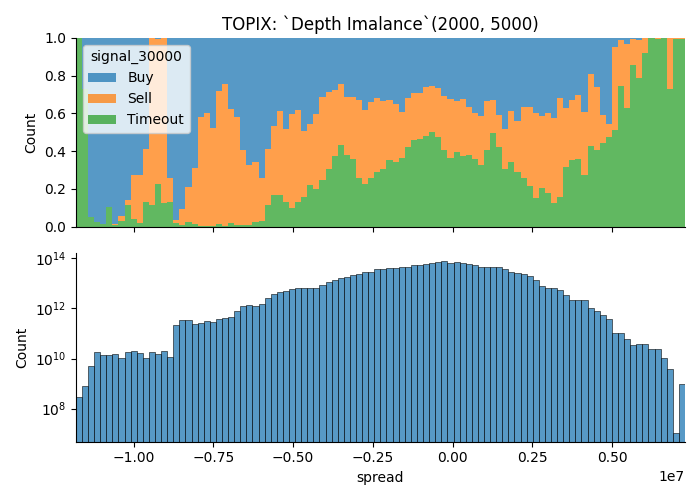 TOPIX: `Depth Imalance`(2000, 5000)
1.0
0.8
0.6
0.4
0.2
0.0
Count
signal_30000
Buy
Sell
Timeout
10^14
10^12
10^10
10^8
Count
−1.00 −0.75 −0.50 −0.25 0.00 0.25 0.50
1e7
spread